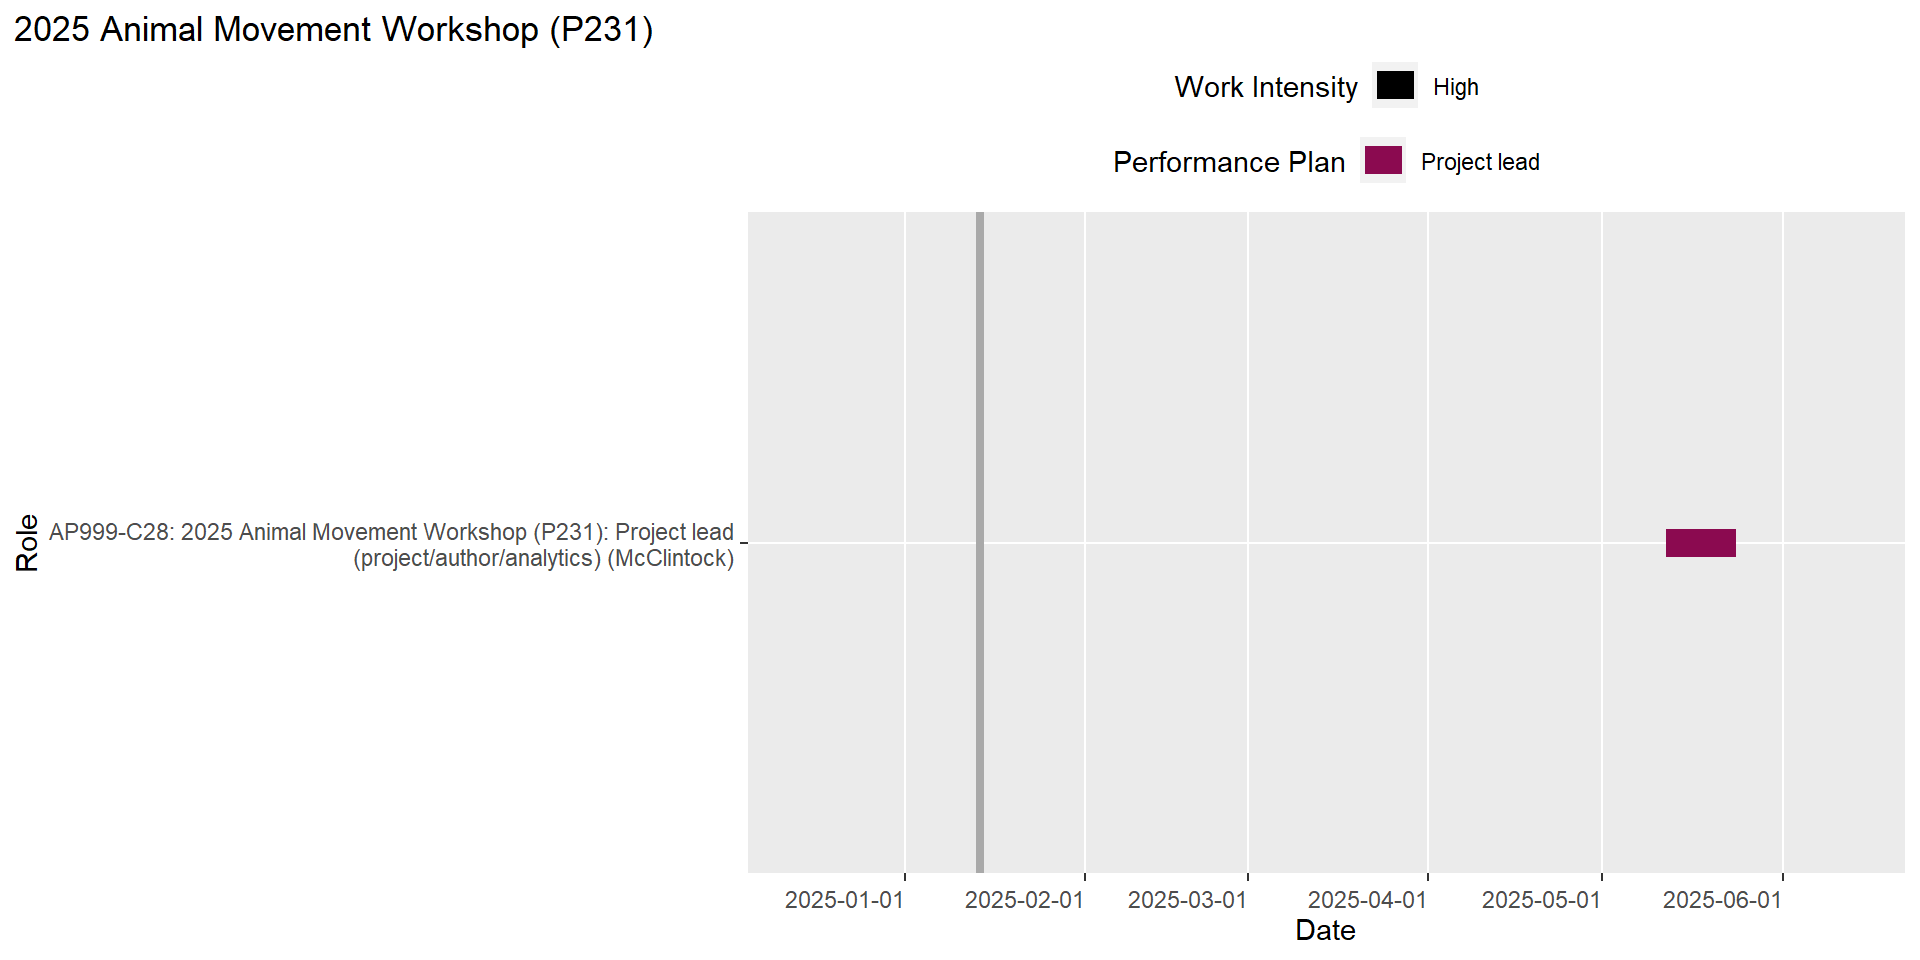 2025 Animal Movement Workshop (P231)
Work Intensity High
Performance Plan Project lead
Role
AP999-C28: 2025 Animal Movement Workshop (P231): Project lead
(project/author/analytics) (McClintock)
2025-01-01 2025-02-01 2025-03-01 2025-04-01 2025-05-01 2025-06-01
Date